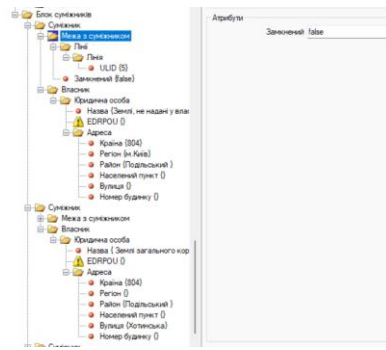 Блок суміжників
Суміжник
Межа з суміжником
Лінії
Лінія
ULID {5}
Замкнений {false}
Власник
Юридична особа
Назва {Землі, не надані у влас
EDRPOU {}
Адреса
Країна {804}
Регіон {м.Київ}
Район {Подільський }
Населений пункт {}
Вулиця {}
Номер будинку {}
Суміжник
Межа з суміжником
Власник
Юридична особа
Назва { Землі загального кор
EDRPOU {}
Адреса
Країна {804}
Регіон {}
Район {Подільський }
Населений пункт {}
Вулиця {Хотинська}
Номер будинку {}
Суміжник
Атрибути
Замкнений false